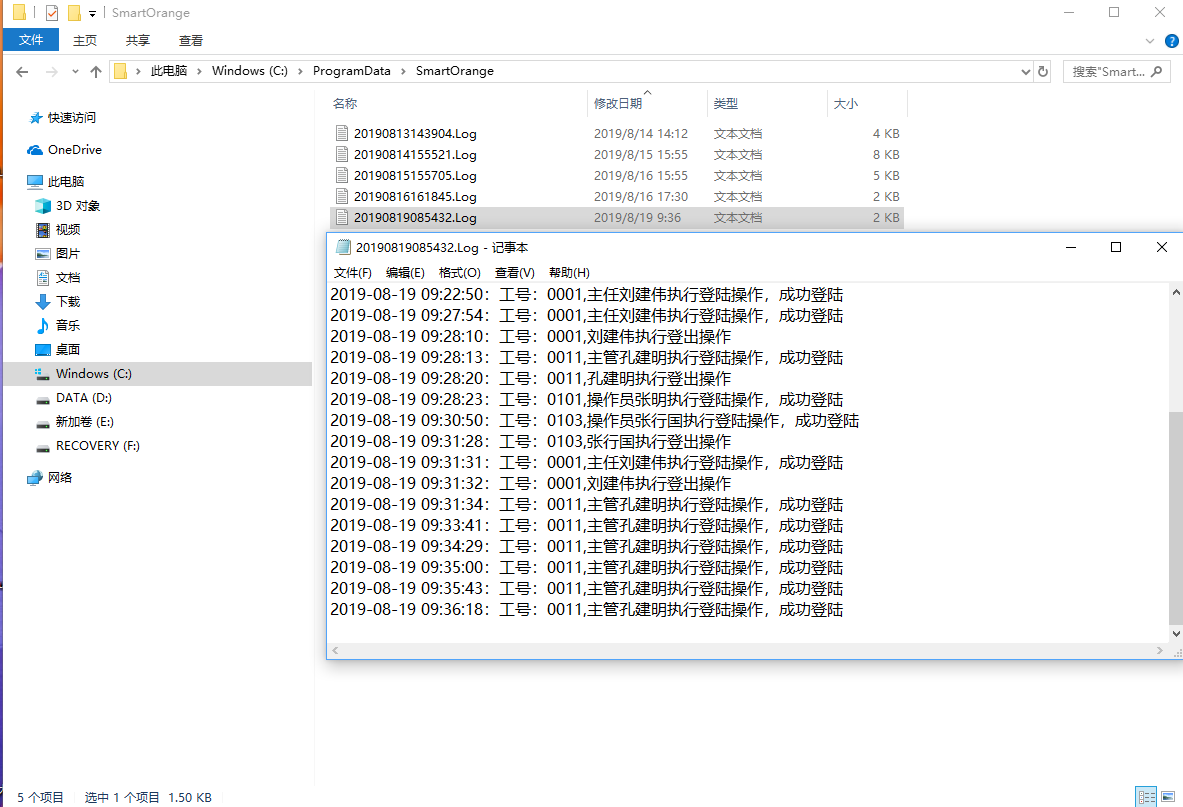 SmartOrange
文件 主页 共享 查看
此电脑 Windows (C:) ProgramData SmartOrange 搜索"Smart...
名称 修改日期 类型 大小
快速访问
OneDrive
此电脑
3D 对象
视频
图片
文档
下载
音乐
桌面
Windows (C:)
DATA (D:)
新加卷 (E:)
RECOVERY (F:)
网络
20190813143904.Log 2019/8/14 14:12 文本文档 4 KB
20190814155521.Log 2019/8/15 15:55 文本文档 8 KB
20190815155705.Log 2019/8/16 15:55 文本文档 5 KB
20190816161845.Log 2019/8/16 17:30 文本文档 2 KB
20190819085432.Log 2019/8/19 9:36 文本文档 2 KB
20190819085432.Log - 记事本
文件(F) 编辑(E) 格式(O) 查看(V) 帮助(H)
2019-08-19 09:22:50：工号：0001,主任刘建伟执行登陆操作，成功登陆
2019-08-19 09:27:54：工号：0001,主任刘建伟执行登陆操作，成功登陆
2019-08-19 09:28:10：工号：0001,刘建伟执行登出操作
2019-08-19 09:28:13：工号：0011,主管孔建明执行登陆操作，成功登陆
2019-08-19 09:28:20：工号：0011,孔建明执行登出操作
2019-08-19 09:28:23：工号：0101,操作员张明执行登陆操作，成功登陆
2019-08-19 09:30:50：工号：0103,操作员张行国执行登陆操作，成功登陆
2019-08-19 09:31:28：工号：0103,张行国执行登出操作
2019-08-19 09:31:31：工号：0001,主任刘建伟执行登陆操作，成功登陆
2019-08-19 09:31:32：工号：0001,刘建伟执行登出操作
2019-08-19 09:31:34：工号：0011,主管孔建明执行登陆操作，成功登陆
2019-08-19 09:33:41：工号：0011,主管孔建明执行登陆操作，成功登陆
2019-08-19 09:34:29：工号：0011,主管孔建明执行登陆操作，成功登陆
2019-08-19 09:35:00：工号：0011,主管孔建明执行登陆操作，成功登陆
2019-08-19 09:35:43：工号：0011,主管孔建明执行登陆操作，成功登陆
2019-08-19 09:36:18：工号：0011,主管孔建明执行登陆操作，成功登陆
5 个项目 选中 1 个项目 1.50 KB